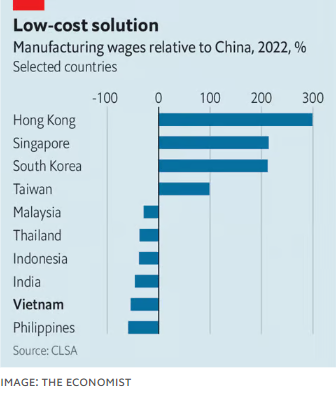 Low-cost solution
Manufacturing wages relative to China, 2022, %
Selected countries
-100 0 100 200 300
Hong Kong
Singapore
South Korea
Taiwan
Malaysia
Thailand
Indonesia
India
Vietnam
Philippines
Source: CLSA
IMAGE: THE ECONOMIST